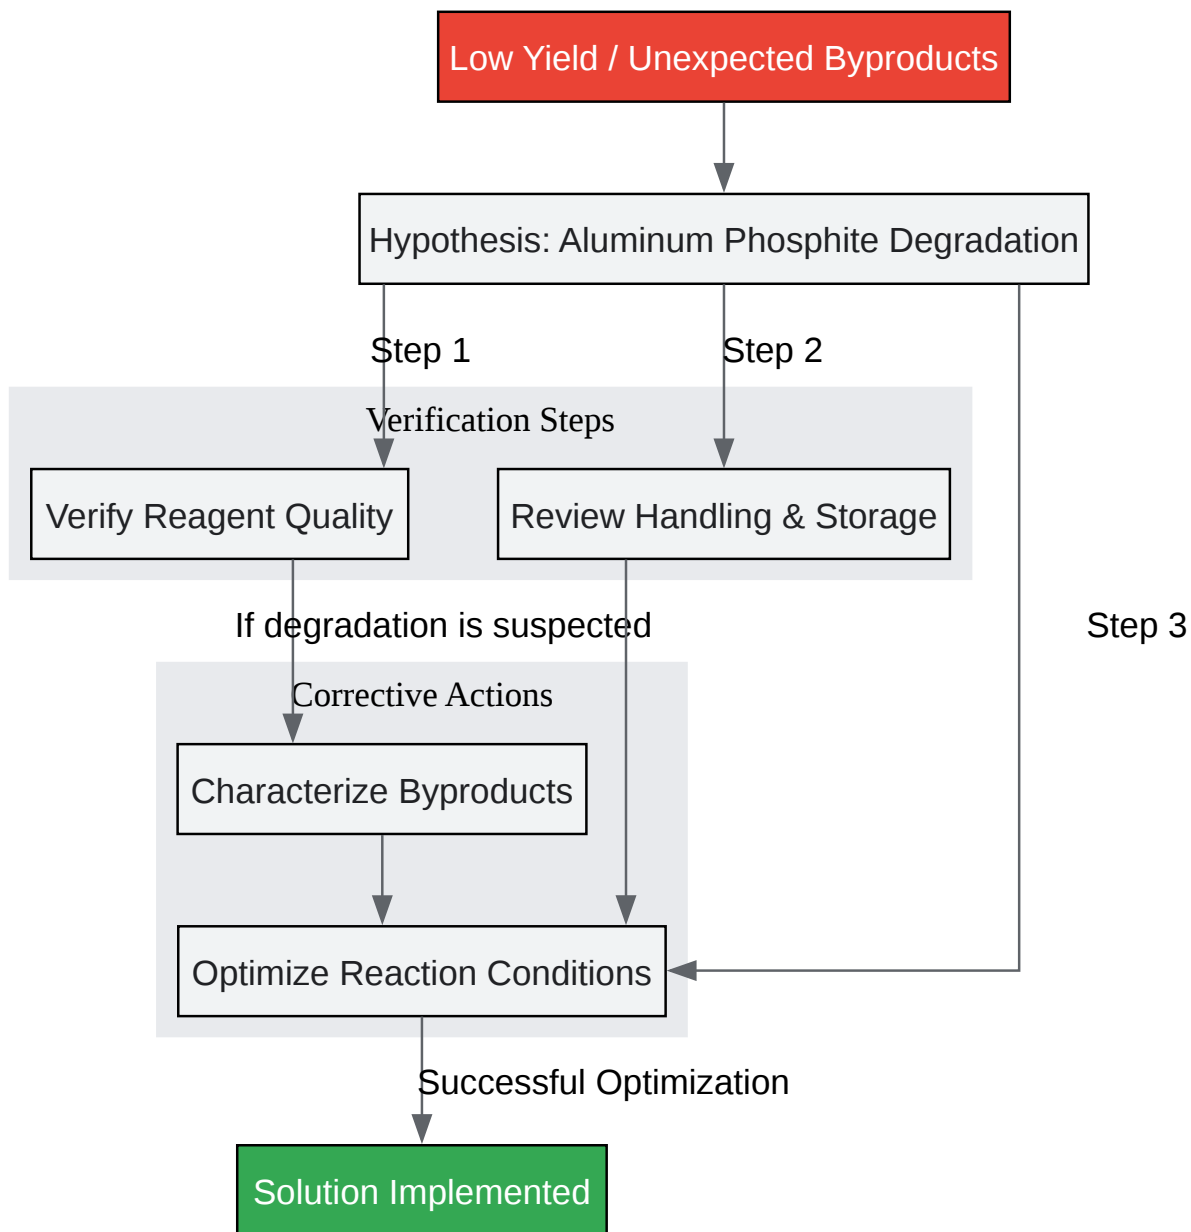 Low Yield / Unexpected Byproducts
Hypothesis: Aluminum Phosphite Degradation
Step 1
Step 2
Verification Steps
Verify Reagent Quality
Review Handling & Storage
If degradation is suspected
Step 3
Corrective Actions
Characterize Byproducts
Optimize Reaction Conditions
Successful Optimization
Solution Implemented